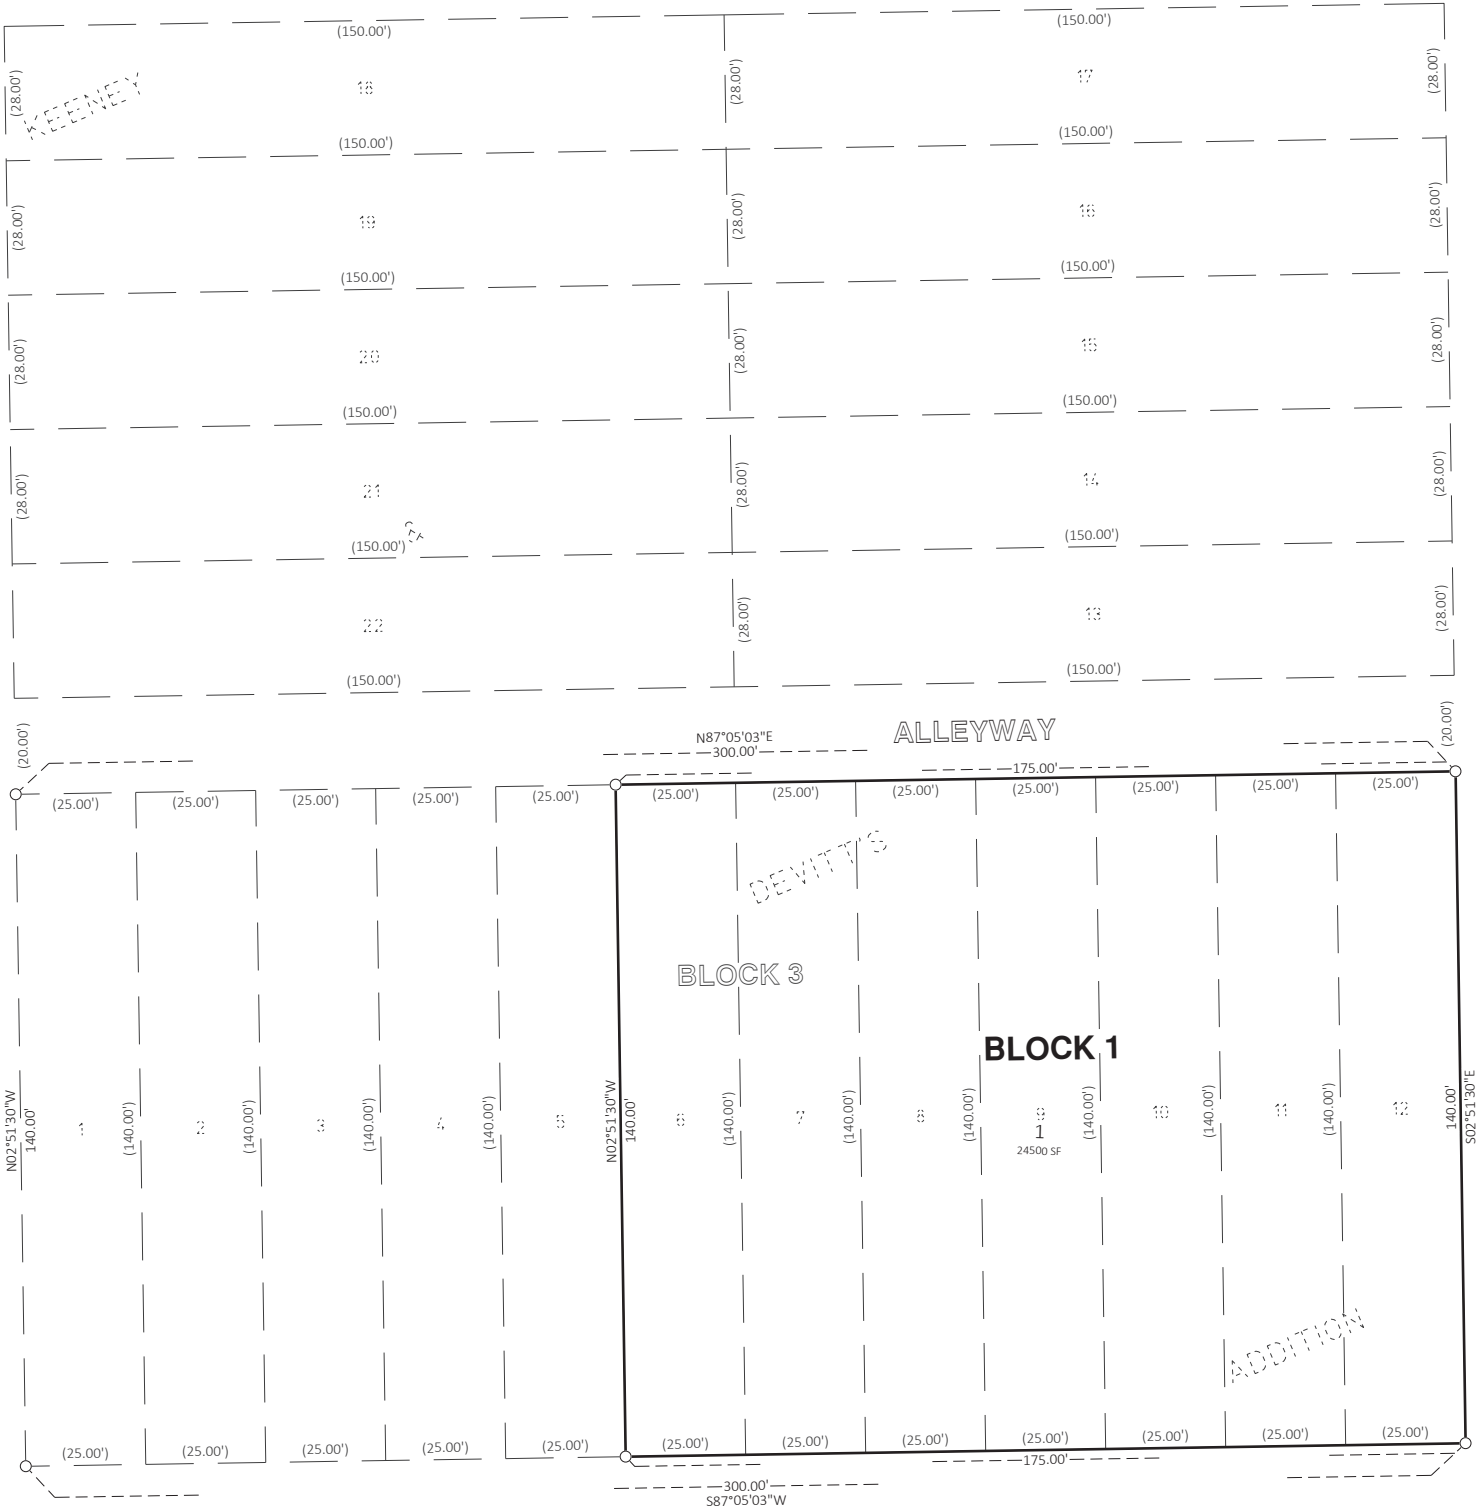 (150.00') (150.00')
(28.00') KEENEY 18 (28.00') 17 (28.00')
(150.00') (150.00')
(28.00') 19 (28.00') 16 (28.00')
(150.00') (150.00')
(28.00') 20 (28.00') 15 (28.00')
(150.00') (150.00')
(28.00') 21 (28.00') 14 (28.00')
(150.00') (150.00')
22 (28.00') 13 (28.00')
(150.00') (150.00')
(20.00') ALLEYWAY (20.00')
N87°05'03"E
300.00'
175.00'
(25.00') (25.00') (25.00') (25.00') (25.00') (25.00') (25.00') (25.00') (25.00') (25.00') (25.00') (25.00')
DEVITT'S
BLOCK 3
BLOCK 1
N02°51'30"W
140.00'
1 (140.00') 2 (140.00') 3 (140.00') 4 (140.00') 5
N02°51'30"W
140.00'
6 (140.00') 7 (140.00') 8 (140.00') 9 (140.00') 10 (140.00') 11 (140.00') 12
140.00'
S02°51'30"E
1
24500 SF
ADDITION
(25.00') (25.00') (25.00') (25.00') (25.00') (25.00') (25.00') (25.00') (25.00') (25.00') (25.00') (25.00')
175.00'
300.00'
S87°05'03"W